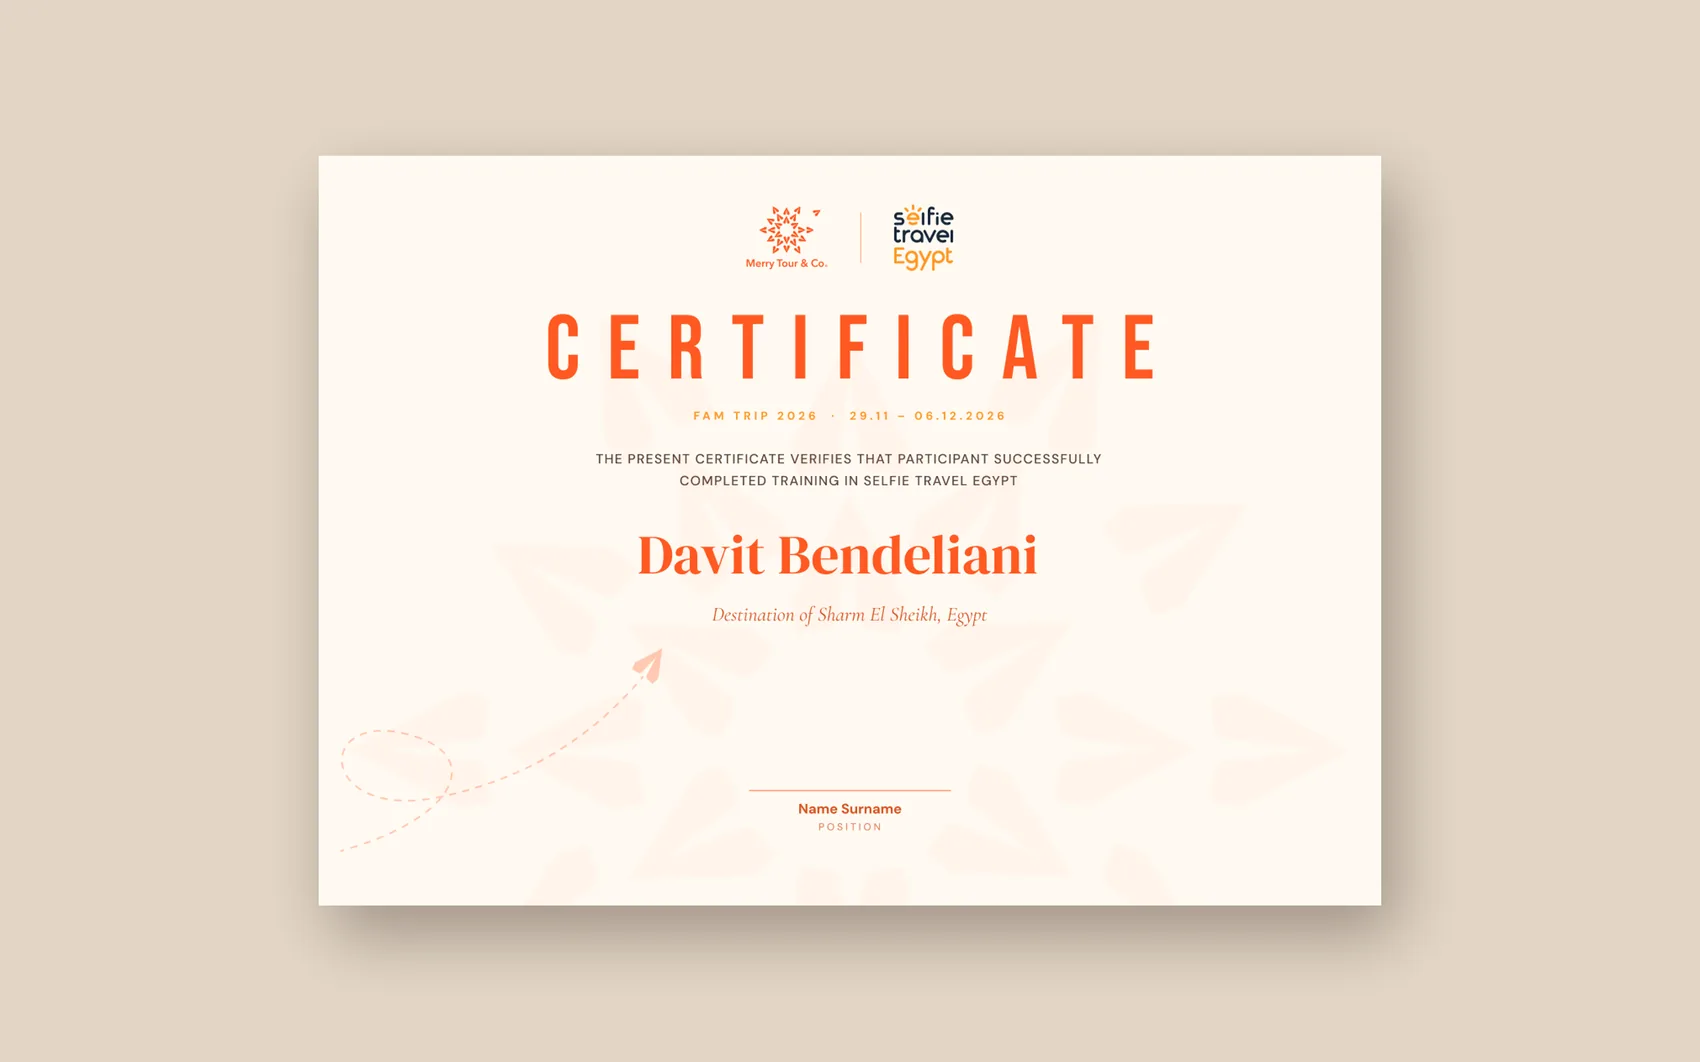 Merry Tour & Co.
selfie
travel
Egypt
CERTIFICATE
FAM TRIP 2026 · 29.11 – 06.12.2026
THE PRESENT CERTIFICATE VERIFIES THAT PARTICIPANT SUCCESSFULLY
COMPLETED TRAINING IN SELFIE TRAVEL EGYPT
Davit Bendeliani
Destination of Sharm El Sheikh, Egypt
Name Surname
POSITION